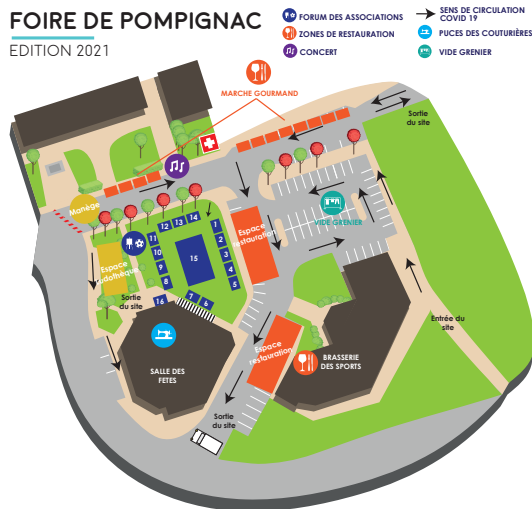 FOIRE DE POMPIGNAC
EDITION 2021
FORUM DES ASSOCIATIONS
ZONES DE RESTAURATION
CONCERT
SENS DE CIRCULATION
COVID 19
PUCES DES COUTURIÈRES
VIDE GRENIER
MARCHE GOURMAND
Sortie
du site
Manège
VIDE GRENIER
Espace
restauration
Espace
ludothèque
1
2
3
4
5
6
7
8
9
10
11
12
13
14
15
16
Sortie
du site
Entrée du
site
SALLE DES
FETES
Espace
restauration
BRASSERIE
DES SPORTS
Sortie
du site